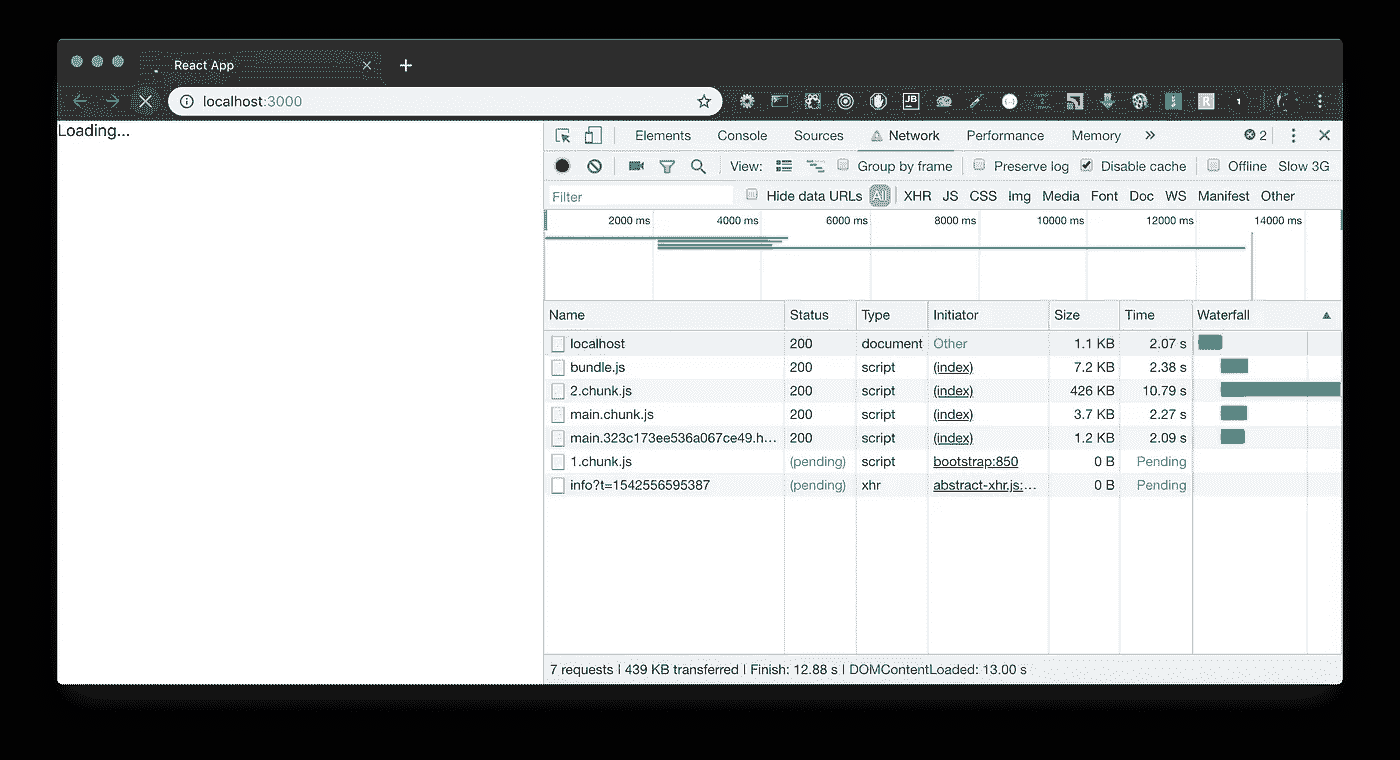 React App
localhost:3000
JB
R
1
Loading...
Elements Console Sources Network Performance Memory » 2
View: Group by frame Preserve log Disable cache Offline Slow 3G
Filter Hide data URLs All XHR JS CSS Img Media Font Doc WS Manifest Other
2000 ms 4000 ms 6000 ms 8000 ms 10000 ms 12000 ms 14000 ms
Name Status Type Initiator Size Time Waterfall
localhost 200 document Other 1.1 KB 2.07 s
bundle.js 200 script (index) 7.2 KB 2.38 s
2.chunk.js 200 script (index) 426 KB 10.79 s
main.chunk.js 200 script (index) 3.7 KB 2.27 s
main.323c173ee536a067ce49.h... 200 script (index) 1.2 KB 2.09 s
1.chunk.js (pending) script bootstrap:850 0 B Pending
info?t=1542556595387 (pending) xhr abstract-xhr.js:... 0 B Pending
7 requests | 439 KB transferred | Finish: 12.88 s | DOMContentLoaded: 13.00 s